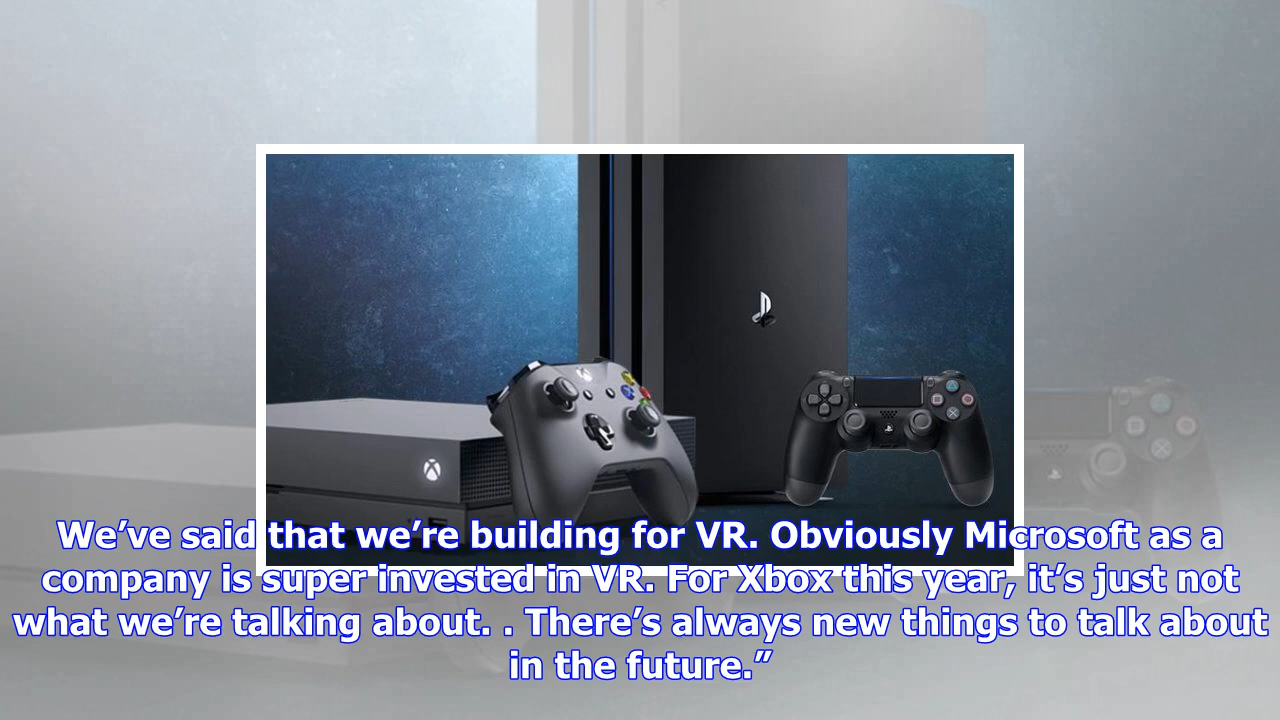 We’ve said that we’re building for VR. Obviously Microsoft as a
company is super invested in VR. For Xbox this year, it’s just not
what we’re talking about. . There’s always new things to talk about
in the future.”